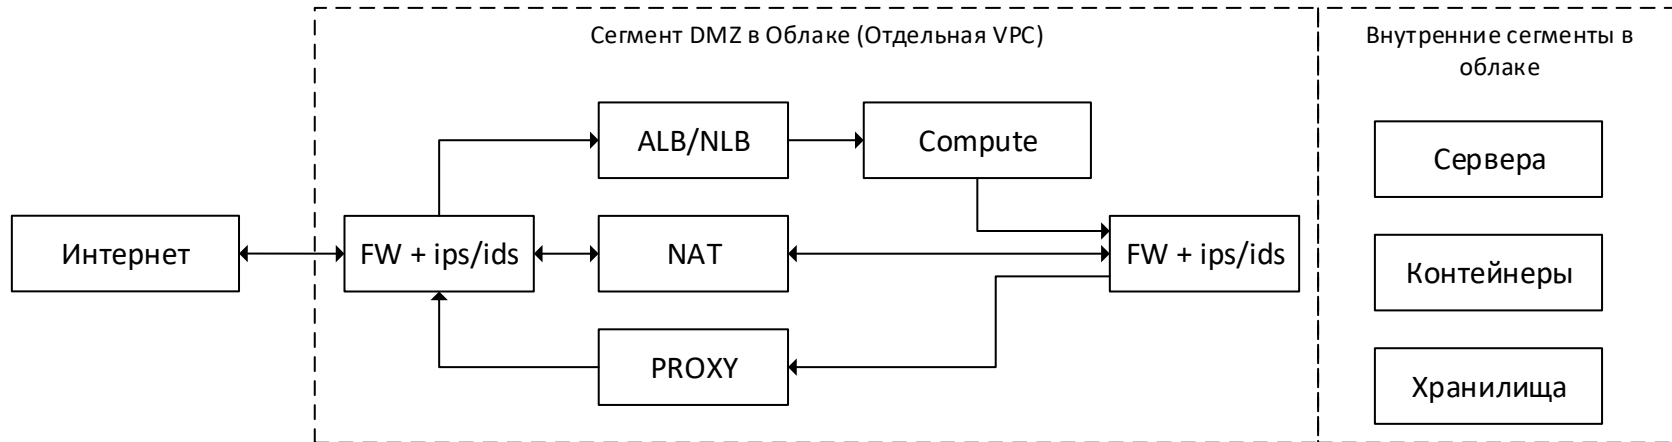 Сегмент DMZ в Облаке (Отдельная VPC)
Внутренние сегменты в
облаке
ALB/NLB
Compute
Сервера
Интернет
FW + ips/ids
NAT
FW + ips/ids
Контейнеры
PROXY
Хранилища